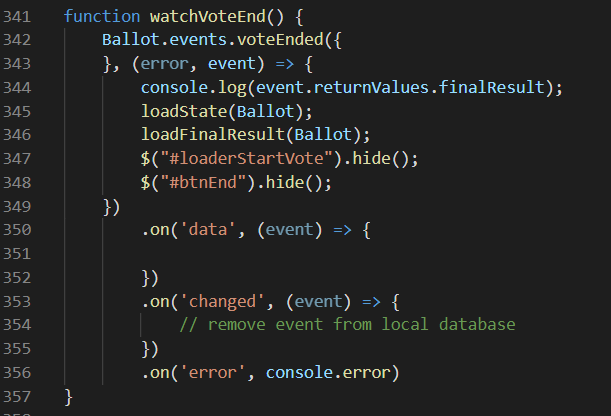 341 function watchVoteEnd() {
342 Ballot.events.voteEnded({
343 }, (error, event) => {
344 console.log(event.returnValues.finalResult);
345 loadState(Ballot);
346 loadFinalResult(Ballot);
347 $("#loaderStartVote").hide();
348 $("#btnEnd").hide();
349 })
350 .on('data', (event) => {
351
352 })
353 .on('changed', (event) => {
354 // remove event from local database
355 })
356 .on('error', console.error)
357 }